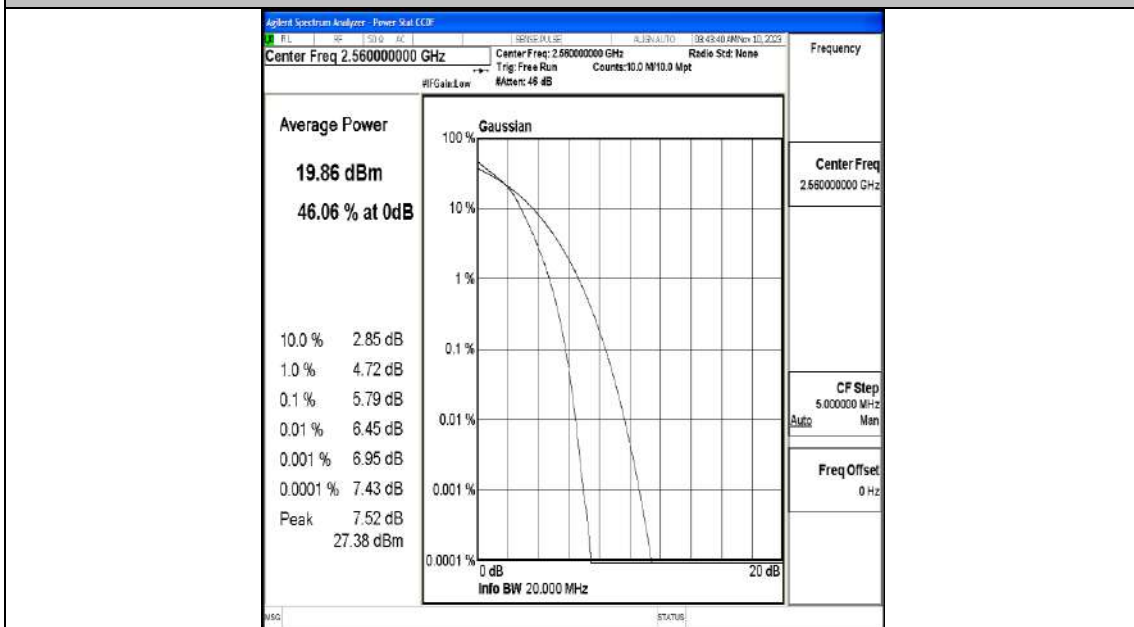 Agilent Spectrum Analyzer - Power Stat CCDF
RL RF 50 Ω AC SENSE:PULSE ALIGN AUTO 08:43:40 AM Nov 10, 2023
Center Freq 2.560000000 GHz
Center Freq: 2.560000000 GHz Radio Std: None
Trig: Free Run Counts:10.0 M/10.0 Mpt
#IFGain:Low #Atten: 46 dB
Frequency
Average Power
19.86 dBm
46.06 % at 0dB
10.0 % 2.85 dB
1.0 % 4.72 dB
0.1 % 5.79 dB
0.01 % 6.45 dB
0.001 % 6.95 dB
0.0001 % 7.43 dB
Peak 7.52 dB
27.38 dBm
Gaussian
100 %
10 %
1 %
0.1 %
0.01 %
0.001 %
0.0001 %
0 dB 20 dB
Info BW 20.000 MHz
Center Freq
2.560000000 GHz
CF Step
5.000000 MHz
Auto Man
Freq Offset
0 Hz
MSG STATUS